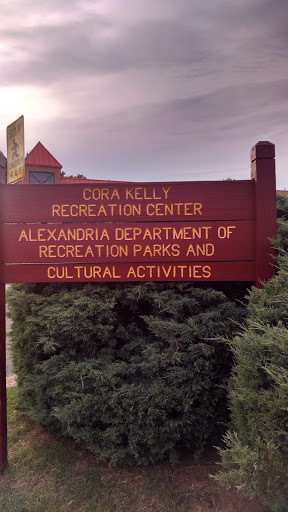 CORA KELLY
RECREATION CENTER
ALEXANDRIA DEPARTMENT OF
RECREATION PARKS AND
CULTURAL ACTIVITIES